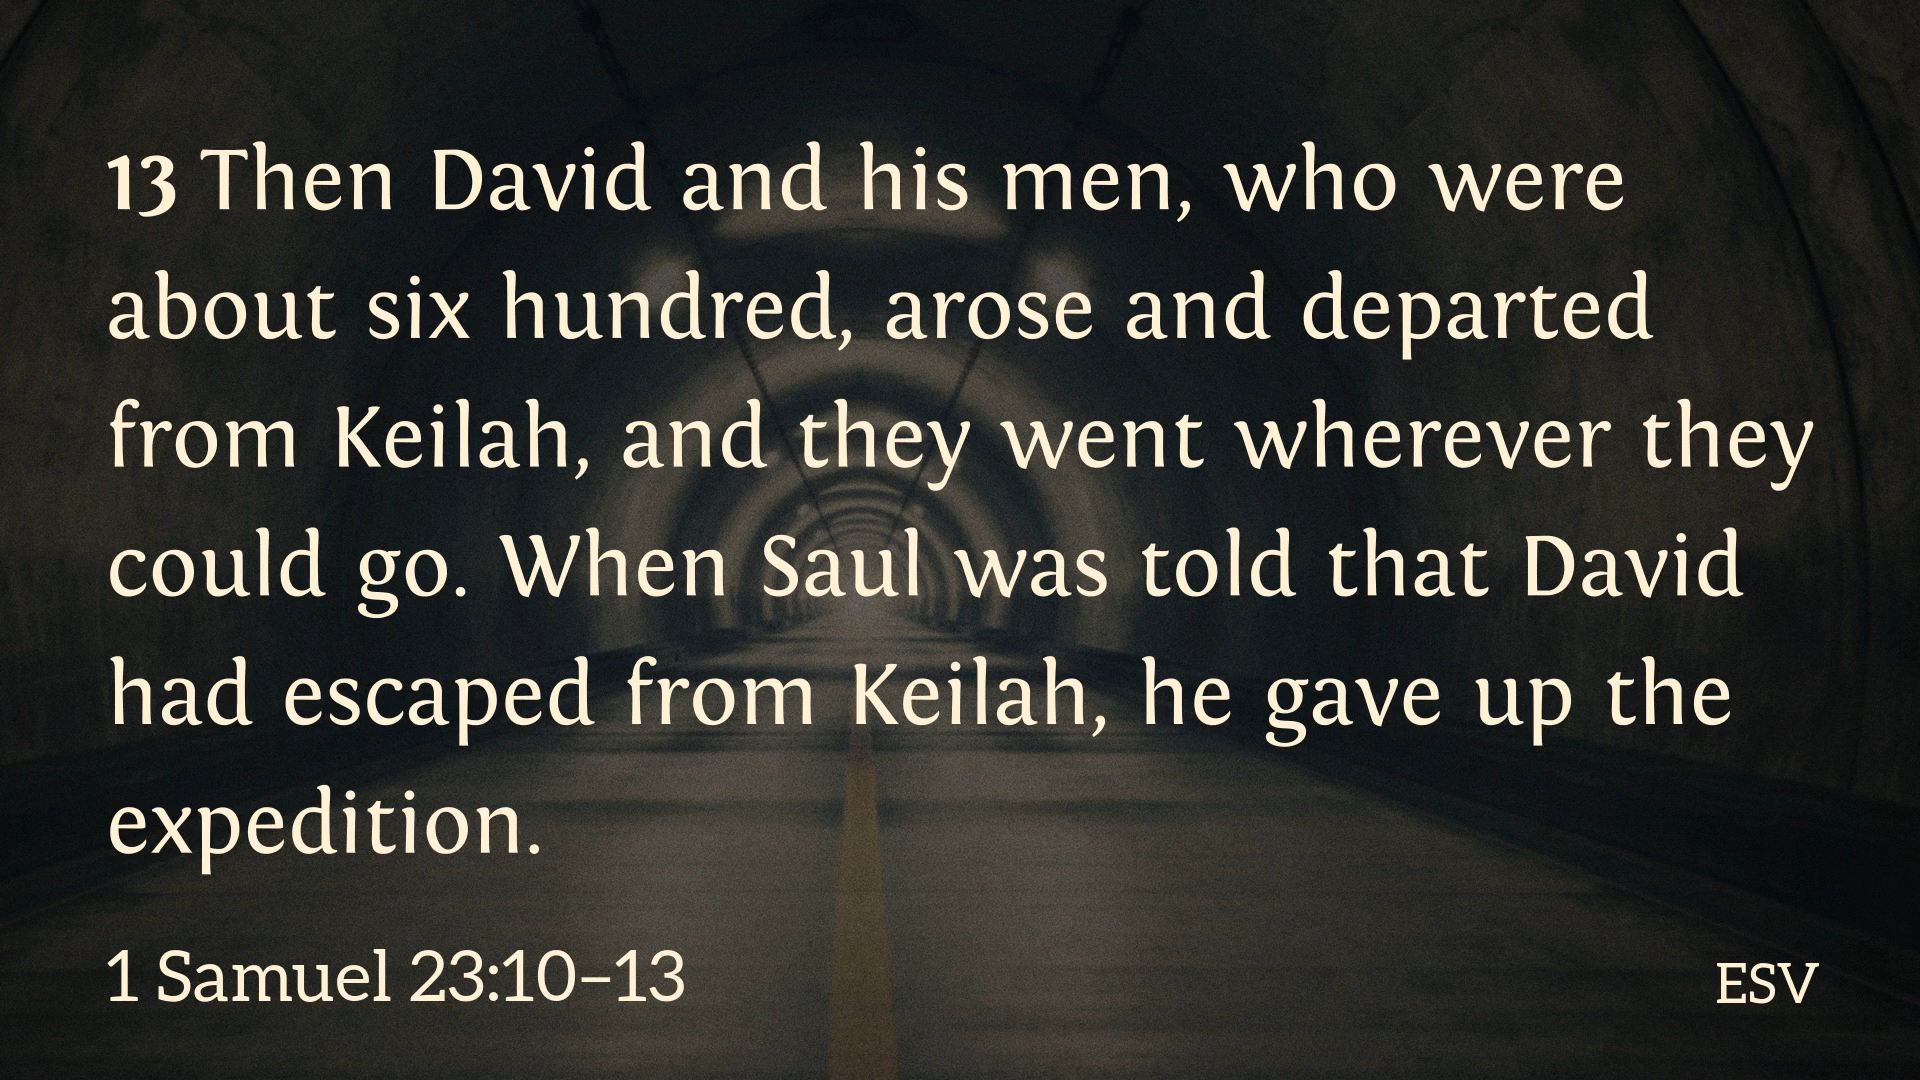 13 Then David and his men, who were
about six hundred, arose and departed
from Keilah, and they went wherever they
could go. When Saul was told that David
had escaped from Keilah, he gave up the
expedition.
1 Samuel 23:10–13
ESV